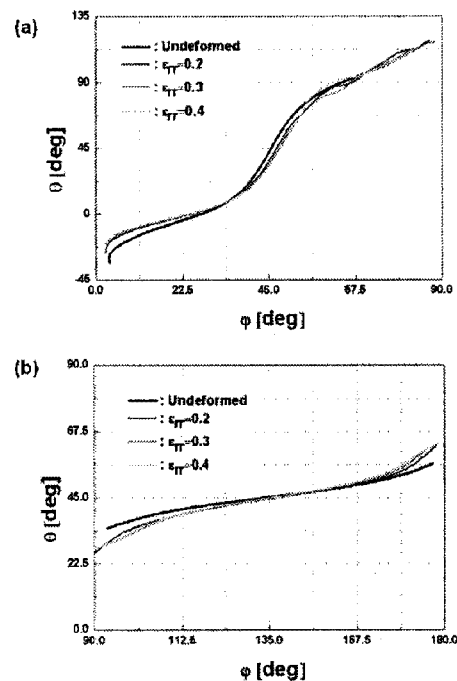 (a)
135
: Undeformed
: εTT=0.2
: εTT=0.3
: εTT=0.4
90
45
0
-45
θ [deg]
0.0 22.5 45.0 67.5 90.0
φ [deg]
(b)
90.0
: Undeformed
: εTT=0.2
: εTT=0.3
: εTT=0.4
67.5
45.0
22.5
0.0
θ [deg]
90.0 112.5 135.0 157.5 180.0
φ [deg]